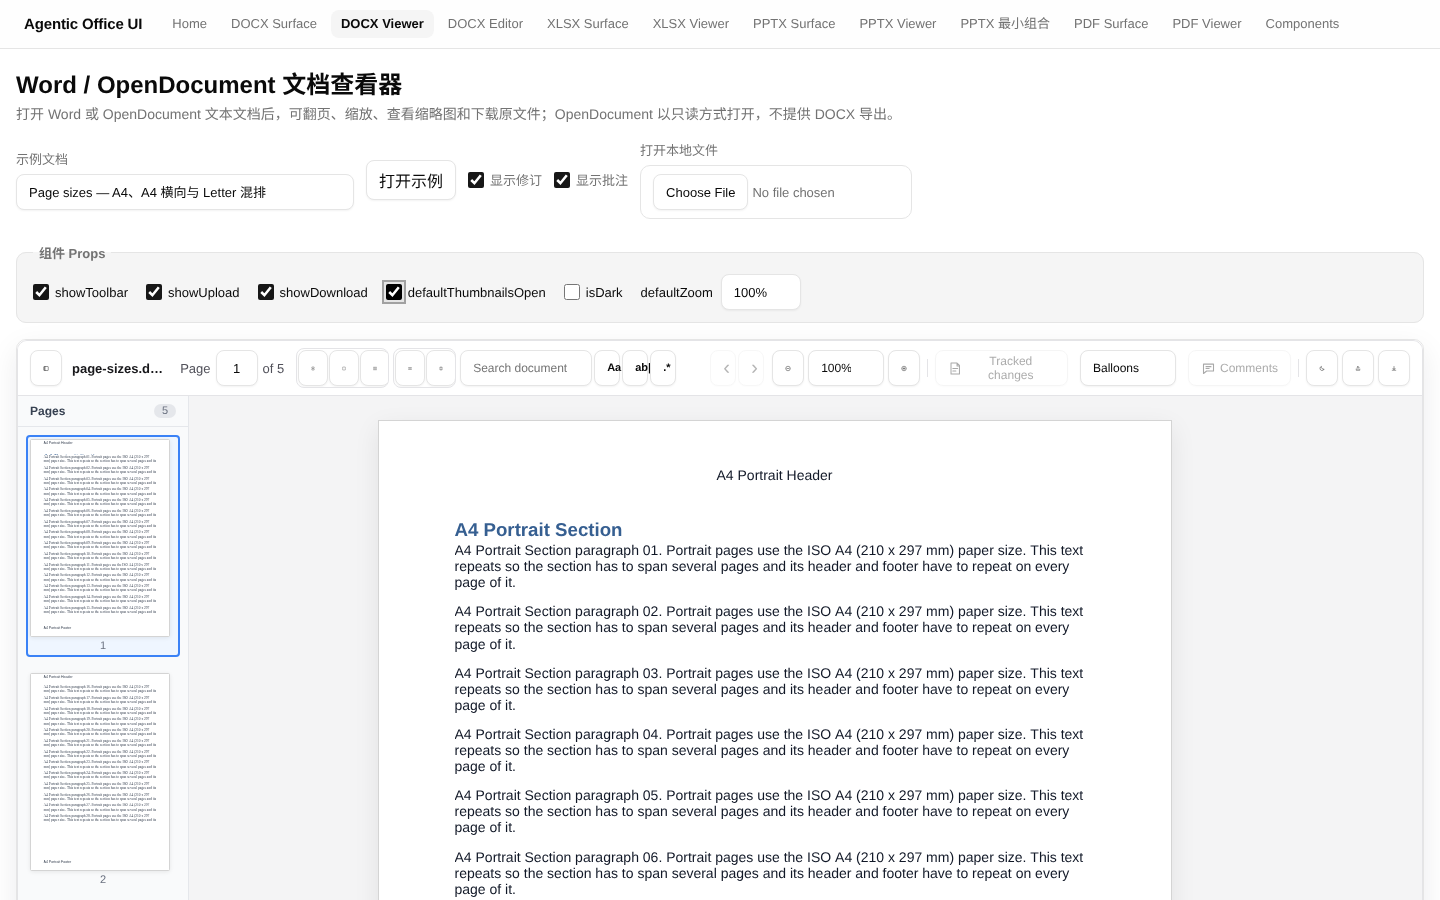 Agentic Office UI
Home
DOCX Surface
DOCX Viewer
DOCX Editor
XLSX Surface
XLSX Viewer
PPTX Surface
PPTX Viewer
PPTX 最小组合
PDF Surface
PDF Viewer
Components
Word / OpenDocument 文档查看器
打开 Word 或 OpenDocument 文本文档后，可翻页、缩放、查看缩略图和下载原文件；OpenDocument 以只读方式打开，不提供 DOCX 导出。
示例文档
Page sizes — A4、A4 横向与 Letter 混排
打开示例
显示修订
显示批注
打开本地文件
Choose File No file chosen
组件 Props
showToolbar
showUpload
showDownload
defaultThumbnailsOpen
isDark
defaultZoom
100%
page-sizes.d...
Page 1 of 5
Search document
Aa
ab|
.*
100%
Tracked changes
Balloons
Comments
Pages
5
1
2
A4 Portrait Header
A4 Portrait Section
A4 Portrait Section paragraph 01. Portrait pages use the ISO A4 (210 x 297 mm) paper size. This text
repeats so the section has to span several pages and its header and footer have to repeat on every
page of it.
A4 Portrait Section paragraph 02. Portrait pages use the ISO A4 (210 x 297 mm) paper size. This text
repeats so the section has to span several pages and its header and footer have to repeat on every
page of it.
A4 Portrait Section paragraph 03. Portrait pages use the ISO A4 (210 x 297 mm) paper size. This text
repeats so the section has to span several pages and its header and footer have to repeat on every
page of it.
A4 Portrait Section paragraph 04. Portrait pages use the ISO A4 (210 x 297 mm) paper size. This text
repeats so the section has to span several pages and its header and footer have to repeat on every
page of it.
A4 Portrait Section paragraph 05. Portrait pages use the ISO A4 (210 x 297 mm) paper size. This text
repeats so the section has to span several pages and its header and footer have to repeat on every
page of it.
A4 Portrait Section paragraph 06. Portrait pages use the ISO A4 (210 x 297 mm) paper size. This text
repeats so the section has to span several pages and its header and footer have to repeat on every
page of it.